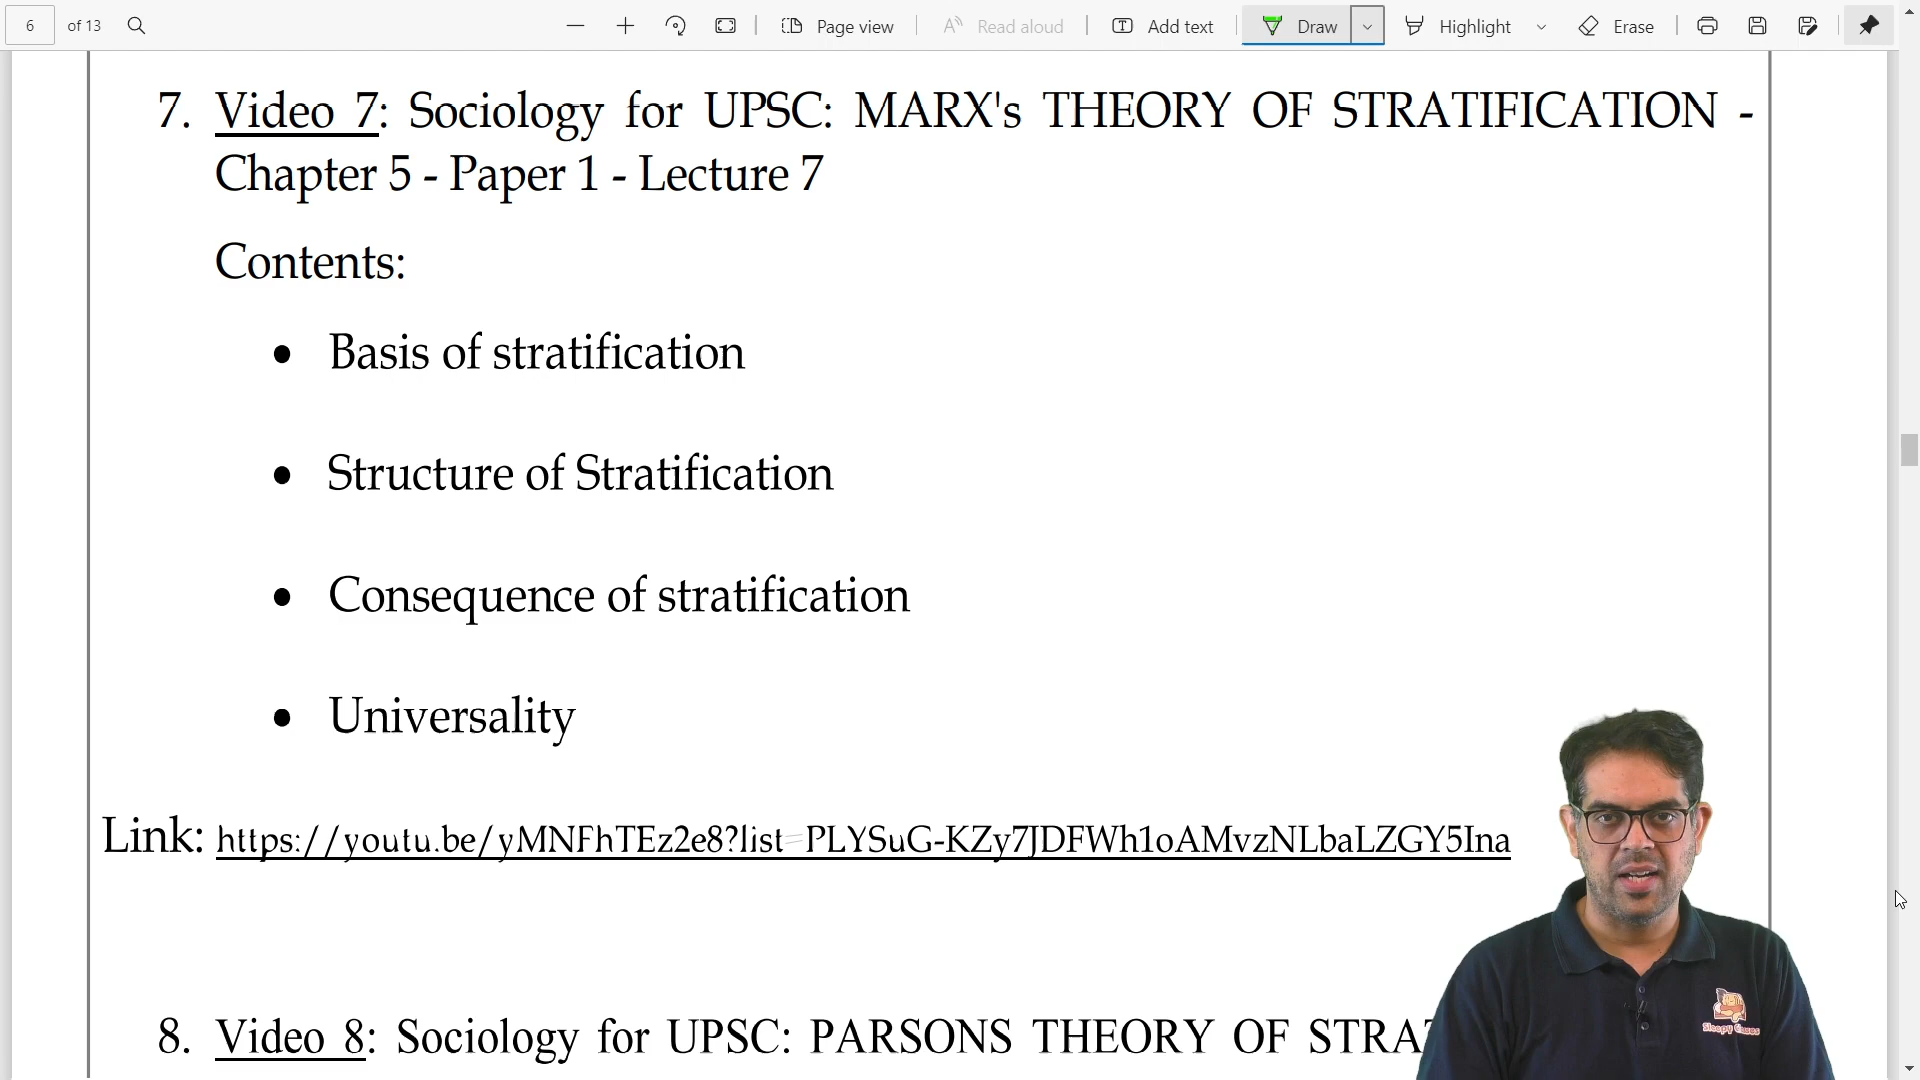 6 of 13 Page view Read aloud Add text Draw Highlight Erase
7. Video 7: Sociology for UPSC: MARX's THEORY OF STRATIFICATION -
Chapter 5 - Paper 1 - Lecture 7
Contents:
• Basis of stratification
• Structure of Stratification
• Consequence of stratification
• Universality
Link: https://youtu.be/yMNFhTEz2e8?list=PLYSuG-KZy7JDFWh1oAMvzNLbaLZGY5Ina
8. Video 8: Sociology for UPSC: PARSONS THEORY OF STRA
Sleepy Classes